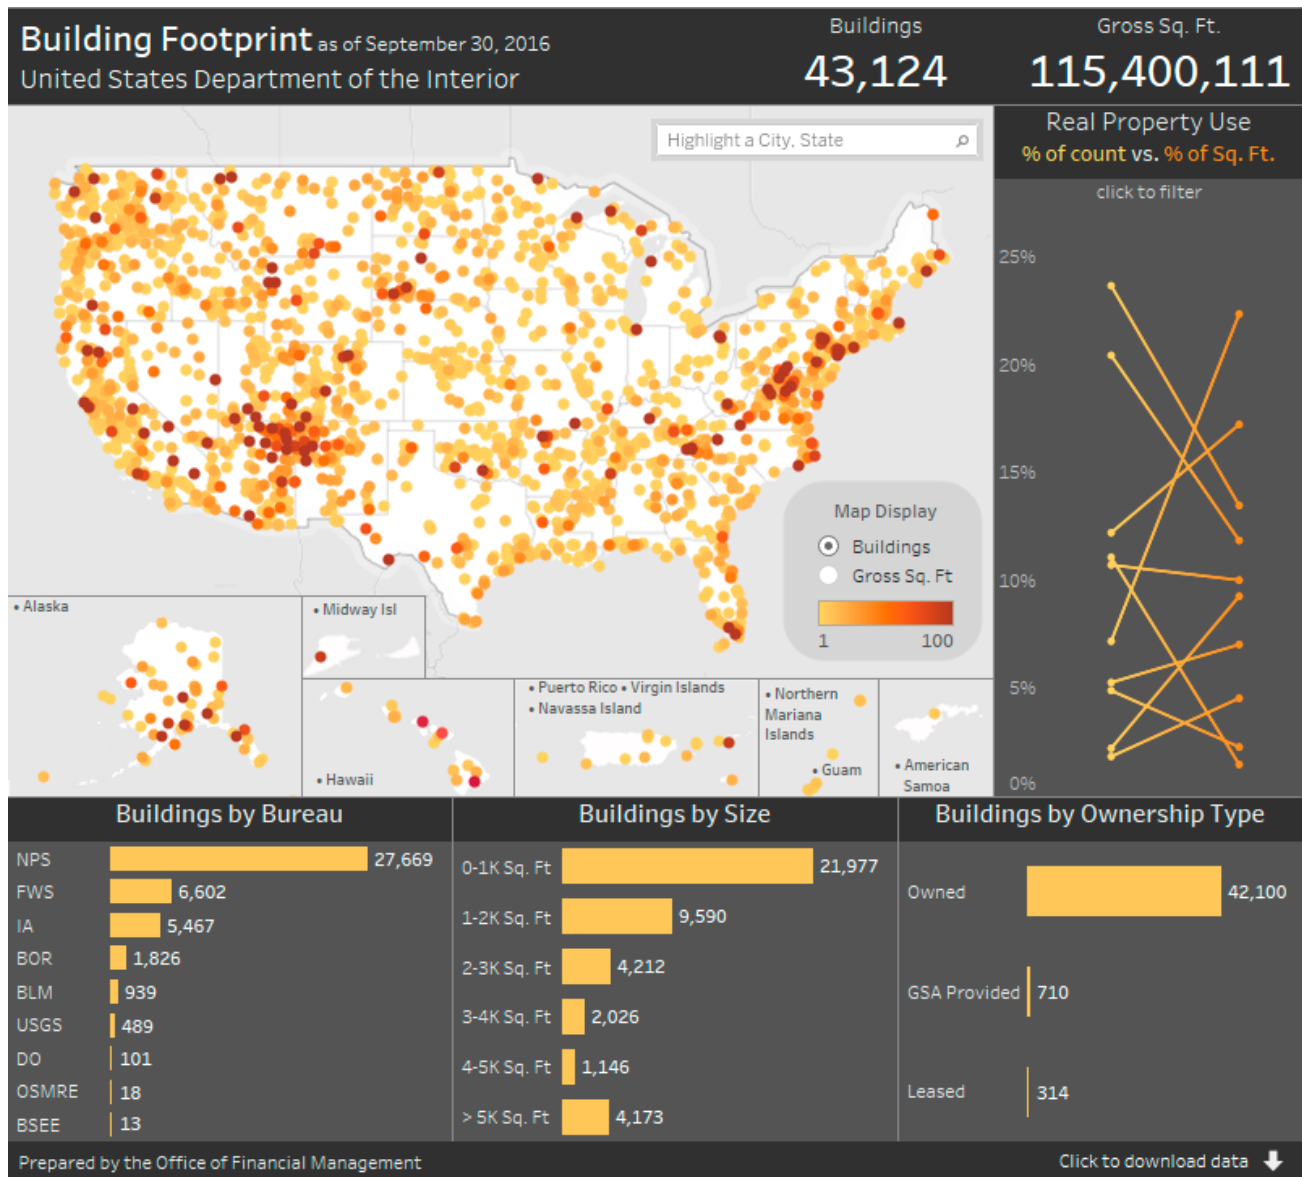 Building Footprint as of September 30, 2016
United States Department of the Interior
Buildings
43,124
Gross Sq. Ft.
115,400,111
Highlight a City, State
Real Property Use
% of count vs. % of Sq. Ft.
click to filter
25%
20%
15%
10%
5%
0%
Map Display
Buildings
Gross Sq. Ft
1 100
• Alaska
• Midway Isl
• Hawaii
• Puerto Rico • Virgin Islands
• Navassa Island
• Northern
Mariana
Islands
• Guam
• American
Samoa
Buildings by Bureau
NPS 27,669
FWS 6,602
IA 5,467
BOR 1,826
BLM 939
USGS 489
DO 101
OSMRE 18
BSEE 13
Buildings by Size
0-1K Sq. Ft 21,977
1-2K Sq. Ft 9,590
2-3K Sq. Ft 4,212
3-4K Sq. Ft 2,026
4-5K Sq. Ft 1,146
> 5K Sq. Ft 4,173
Buildings by Ownership Type
Owned 42,100
GSA Provided 710
Leased 314
Prepared by the Office of Financial Management
Click to download data